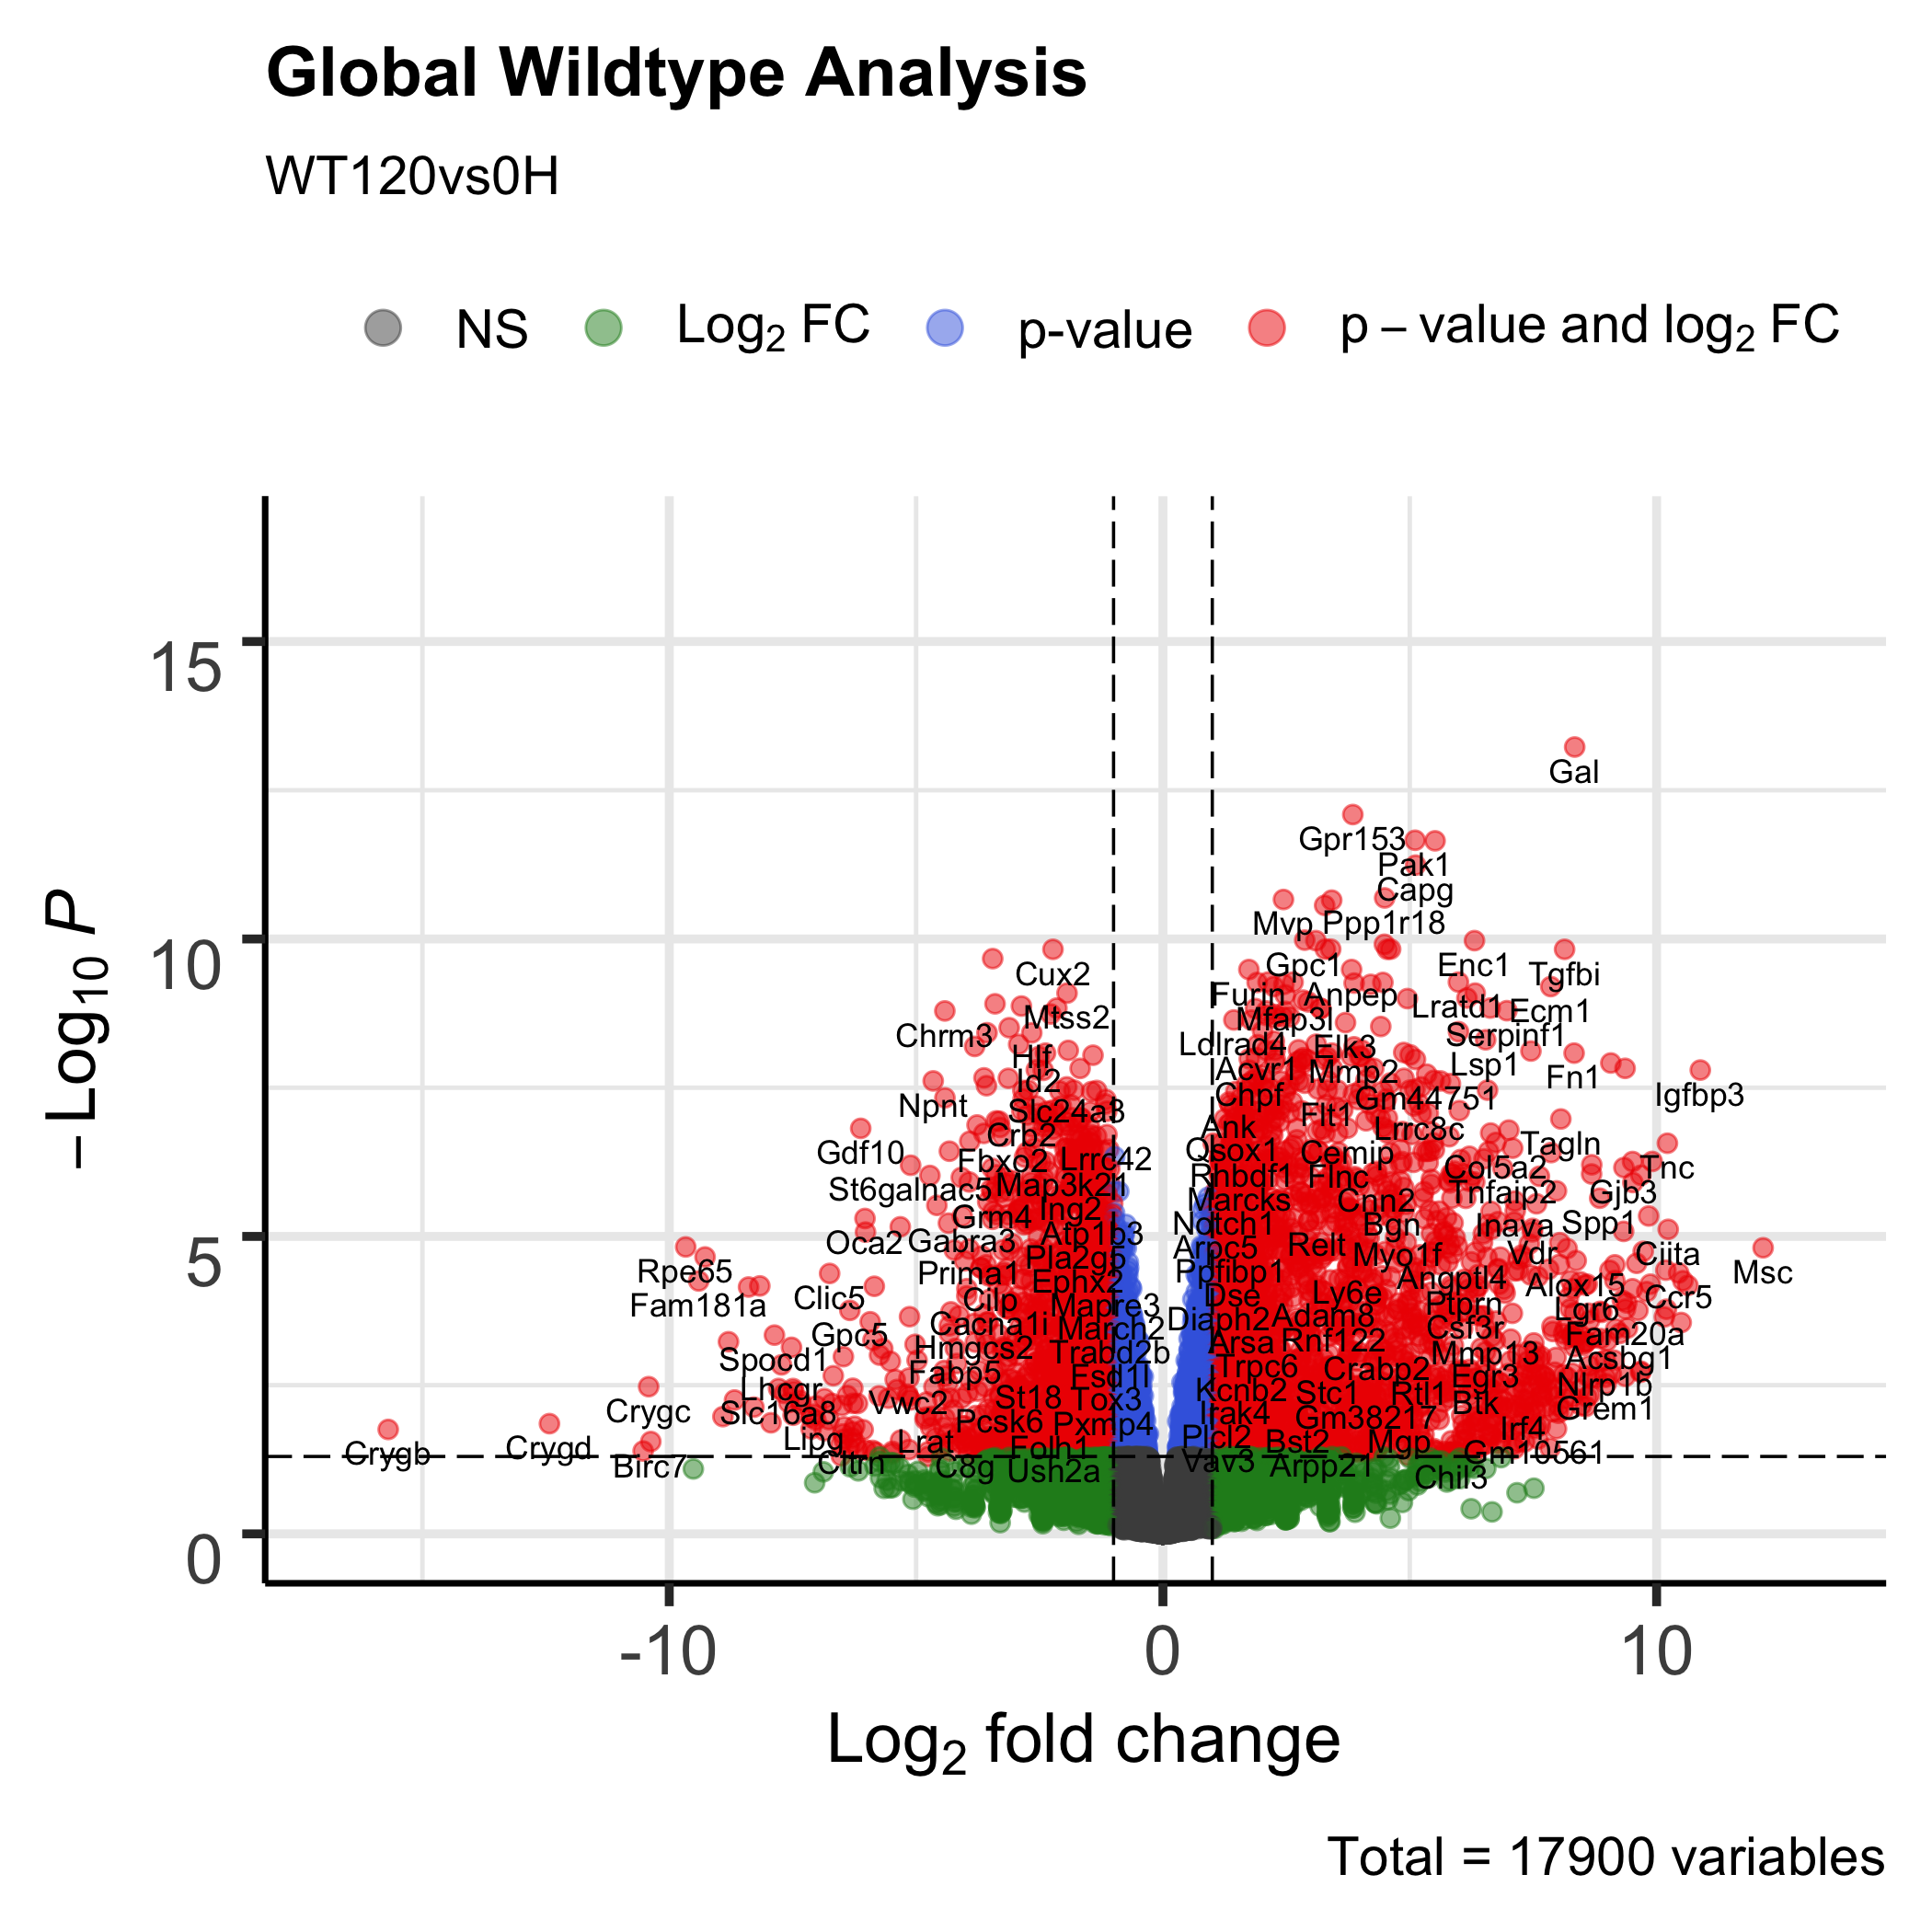 Global Wildtype Analysis
WT120vs0H
NS Log2 FC p-value p – value and log2 FC
–Log10 P
15
10
5
0
Gal
Gpr153
Pak1
Capg
Mvp Ppp1r18
Cux2 Gpc1 Enc1 Tgfbi
Furin Anpep Lratd1 Ecm1
Chrm3 Mtss2 Mfap3l Serpinf1
Hlf Ldlrad4 Elk3 Lsp1
Id2 Acvr1 Mmp2 Fn1
Npnt Slc24a3 Chpf Flt1 Gm44751 Igfbp3
Crb2 Ank Lrrc8c Tagln
Gdf10 Fbxo2 Lrrc42 Qsox1 Cemip Col5a2 Tnc
St6galnac5 Map3k21 Rhbdf1 Flnc Tnfaip2 Gjb3
Grm4 Ing2 Marcks Cnn2
Oca2 Gabra3 Atp1b3 Notch1 Bgn Inava Spp1
Rpe65 Prima1 Pla2g5 Arpc5 Relt Myo1f Vdr Ciita
Ephx2 Ppfibp1 Angptl4 Alox15 Msc
Fam181a Clic5 Cilp Mapre3 Dse Ly6e Ptprn Lgr6 Ccr5
Gpc5 Cacna1i March2 Diaph2 Adam8 Csf3r Fam20a
Spocd1 Hmgcs2 Trabd2b Arsa Rnf122 Mmp13 Acsbg1
Lhcgr Fabp5 Esd1l Trpc6 Crabp2 Egr3 Nlrp1b
Crygc Slc16a8 Vwc2 St18 Tox3 Kcnb2 Stc1 Rtl1 Btk Grem1
Pcsk6 Pxmp4 Irak4 Gm38217 Irf4
Crygb Crygd Lipg Lrat Folh1 Plcl2 Bst2 Mgp Gm10561
Birc7 Cltrn C8g Ush2a Vav3 Arpp21 Chil3
-10 0 10
Log2 fold change
Total = 17900 variables